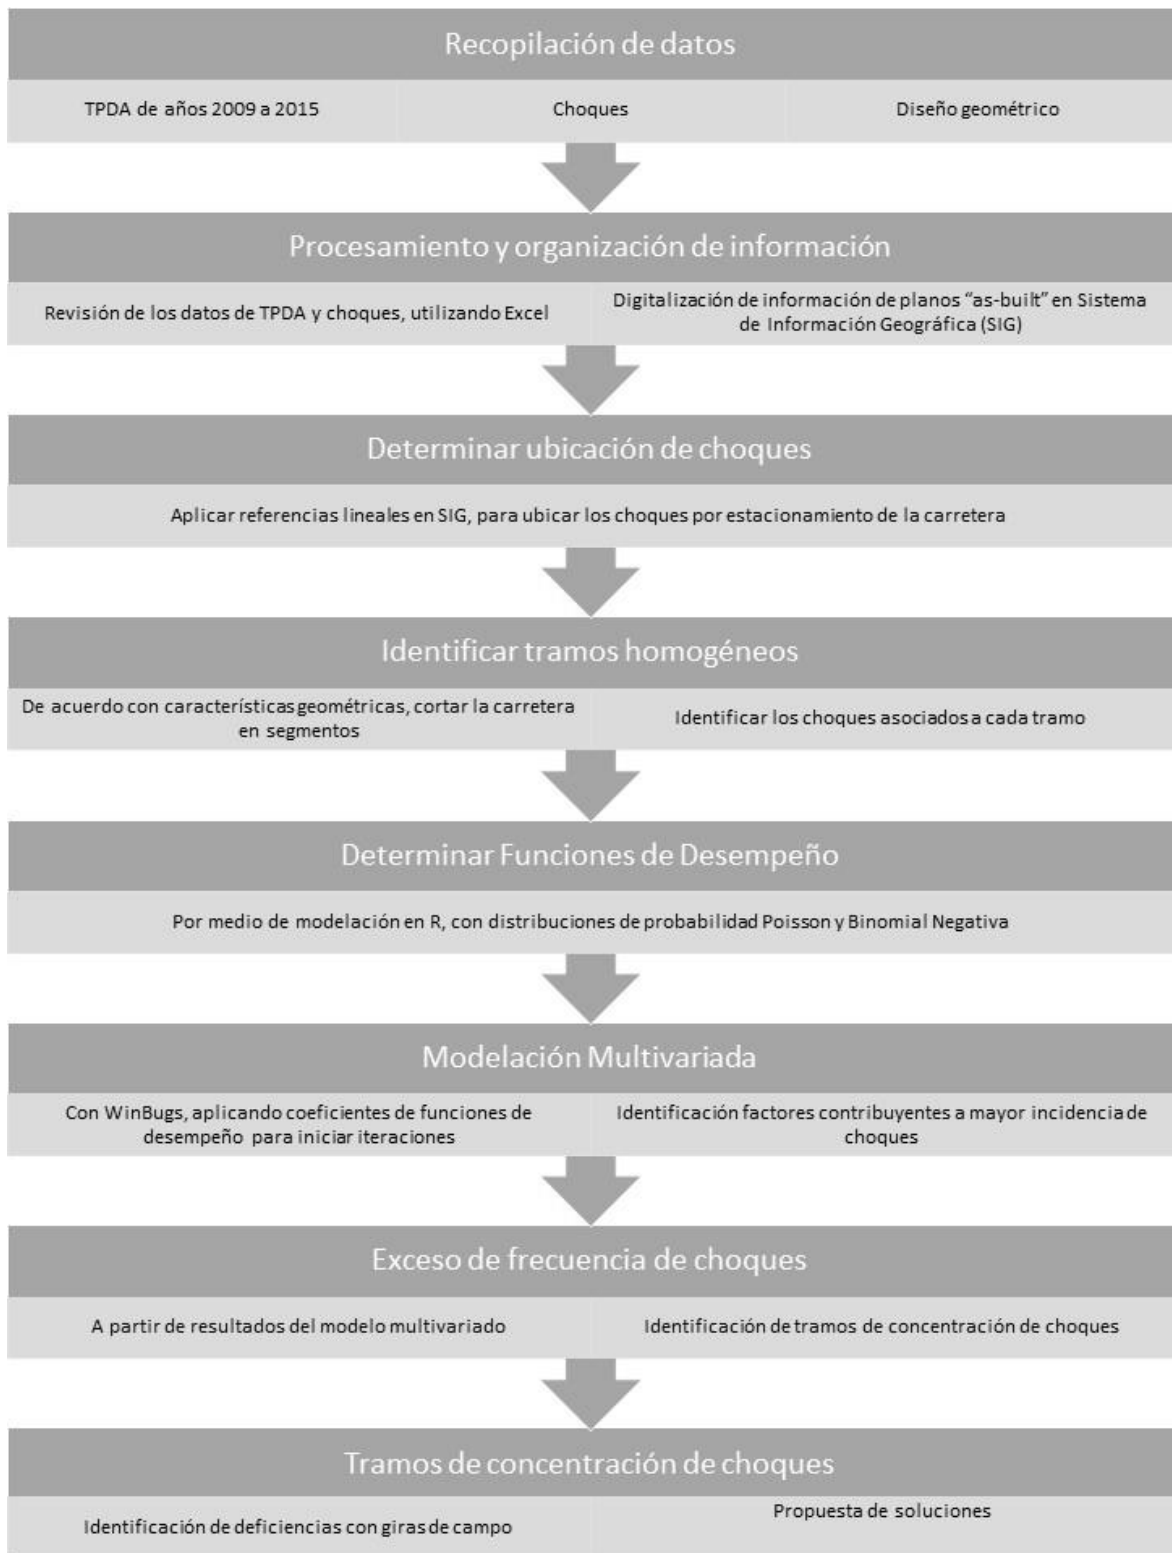 Recopilación de datos
TPDA de años 2009 a 2015
Choques
Diseño geométrico
Procesamiento y organización de información
Revisión de los datos de TPDA y choques, utilizando Excel
Digitalización de información de planos “as-built” en Sistema
de Información Geográfica (SIG)
Determinar ubicación de choques
Aplicar referencias lineales en SIG, para ubicar los choques por estacionamiento de la carretera
Identificar tramos homogéneos
De acuerdo con características geométricas, cortar la carretera
en segmentos
Identificar los choques asociados a cada tramo
Determinar Funciones de Desempeño
Por medio de modelación en R, con distribuciones de probabilidad Poisson y Binomial Negativa
Modelación Multivariada
Con WinBugs, aplicando coeficientes de funciones de
desempeño para iniciar iteraciones
Identificación factores contribuyentes a mayor incidencia de
choques
Exceso de frecuencia de choques
A partir de resultados del modelo multivariado
Identificación de tramos de concentración de choques
Tramos de concentración de choques
Identificación de deficiencias con giras de campo
Propuesta de soluciones